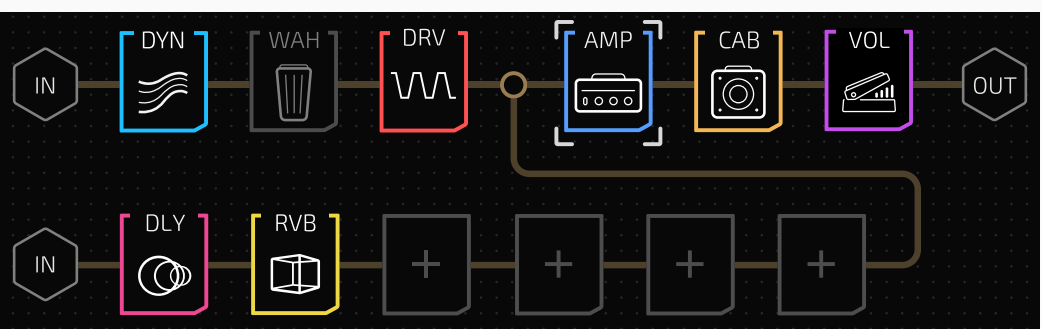 IN DYN WAH DRV AMP CAB VOL OUT
IN DLY RVB + + + +